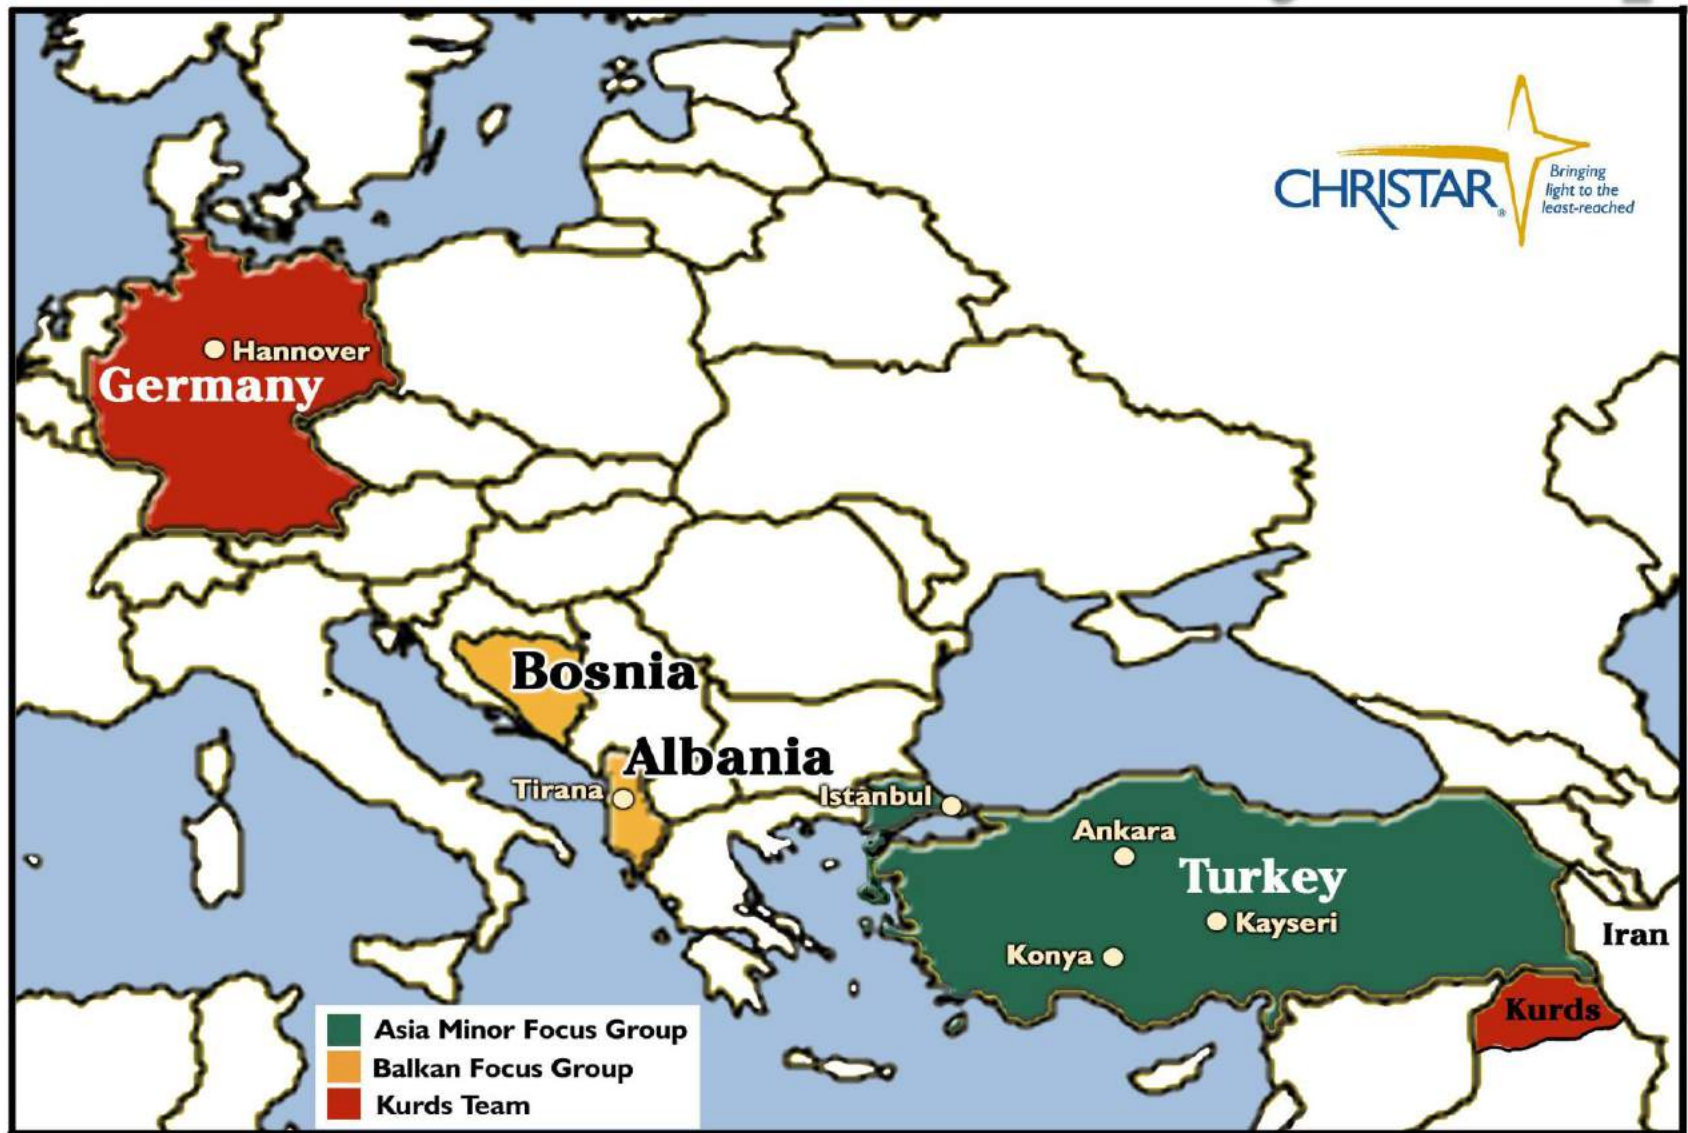 CHRISTAR®
Bringing
light to the
least-reached
Hannover
Germany
Bosnia
Albania
Tirana
Istanbul
Ankara
Turkey
Kayseri
Konya
Iran
Kurds
Asia Minor Focus Group
Balkan Focus Group
Kurds Team